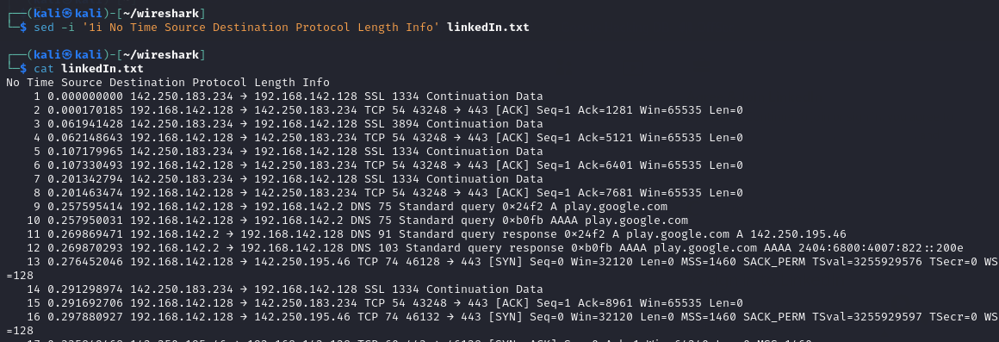 ┌──(kali㉿kali)-[~/wireshark]
└─$ sed -i '1i No Time Source Destination Protocol Length Info' linkedIn.txt
┌──(kali㉿kali)-[~/wireshark]
└─$ cat linkedIn.txt
No Time Source Destination Protocol Length Info
1 0.000000000 142.250.183.234 → 192.168.142.128 SSL 1334 Continuation Data
2 0.000170185 192.168.142.128 → 142.250.183.234 TCP 54 43248 → 443 [ACK] Seq=1 Ack=1281 Win=65535 Len=0
3 0.061941428 142.250.183.234 → 192.168.142.128 SSL 3894 Continuation Data
4 0.062148643 192.168.142.128 → 142.250.183.234 TCP 54 43248 → 443 [ACK] Seq=1 Ack=5121 Win=65535 Len=0
5 0.107179965 142.250.183.234 → 192.168.142.128 SSL 1334 Continuation Data
6 0.107330493 192.168.142.128 → 142.250.183.234 TCP 54 43248 → 443 [ACK] Seq=1 Ack=6401 Win=65535 Len=0
7 0.201342794 142.250.183.234 → 192.168.142.128 SSL 1334 Continuation Data
8 0.201463474 192.168.142.128 → 142.250.183.234 TCP 54 43248 → 443 [ACK] Seq=1 Ack=7681 Win=65535 Len=0
9 0.257595414 192.168.142.128 → 192.168.142.2 DNS 75 Standard query 0x24f2 A play.google.com
10 0.257950031 192.168.142.128 → 192.168.142.2 DNS 75 Standard query 0xb0fb AAAA play.google.com
11 0.269869471 192.168.142.2 → 192.168.142.128 DNS 91 Standard query response 0x24f2 A play.google.com A 142.250.195.46
12 0.269870293 192.168.142.2 → 192.168.142.128 DNS 103 Standard query response 0xb0fb AAAA play.google.com AAAA 2404:6800:4007:822::200e
13 0.276452046 192.168.142.128 → 142.250.195.46 TCP 74 46128 → 443 [SYN] Seq=0 Win=32120 Len=0 MSS=1460 SACK_PERM TSval=3255929576 TSecr=0 WS
=128
14 0.291298974 142.250.183.234 → 192.168.142.128 SSL 1334 Continuation Data
15 0.291692706 192.168.142.128 → 142.250.183.234 TCP 54 43248 → 443 [ACK] Seq=1 Ack=8961 Win=65535 Len=0
16 0.297880927 192.168.142.128 → 142.250.195.46 TCP 74 46132 → 443 [SYN] Seq=0 Win=32120 Len=0 MSS=1460 SACK_PERM TSval=3255929597 TSecr=0 WS
=128